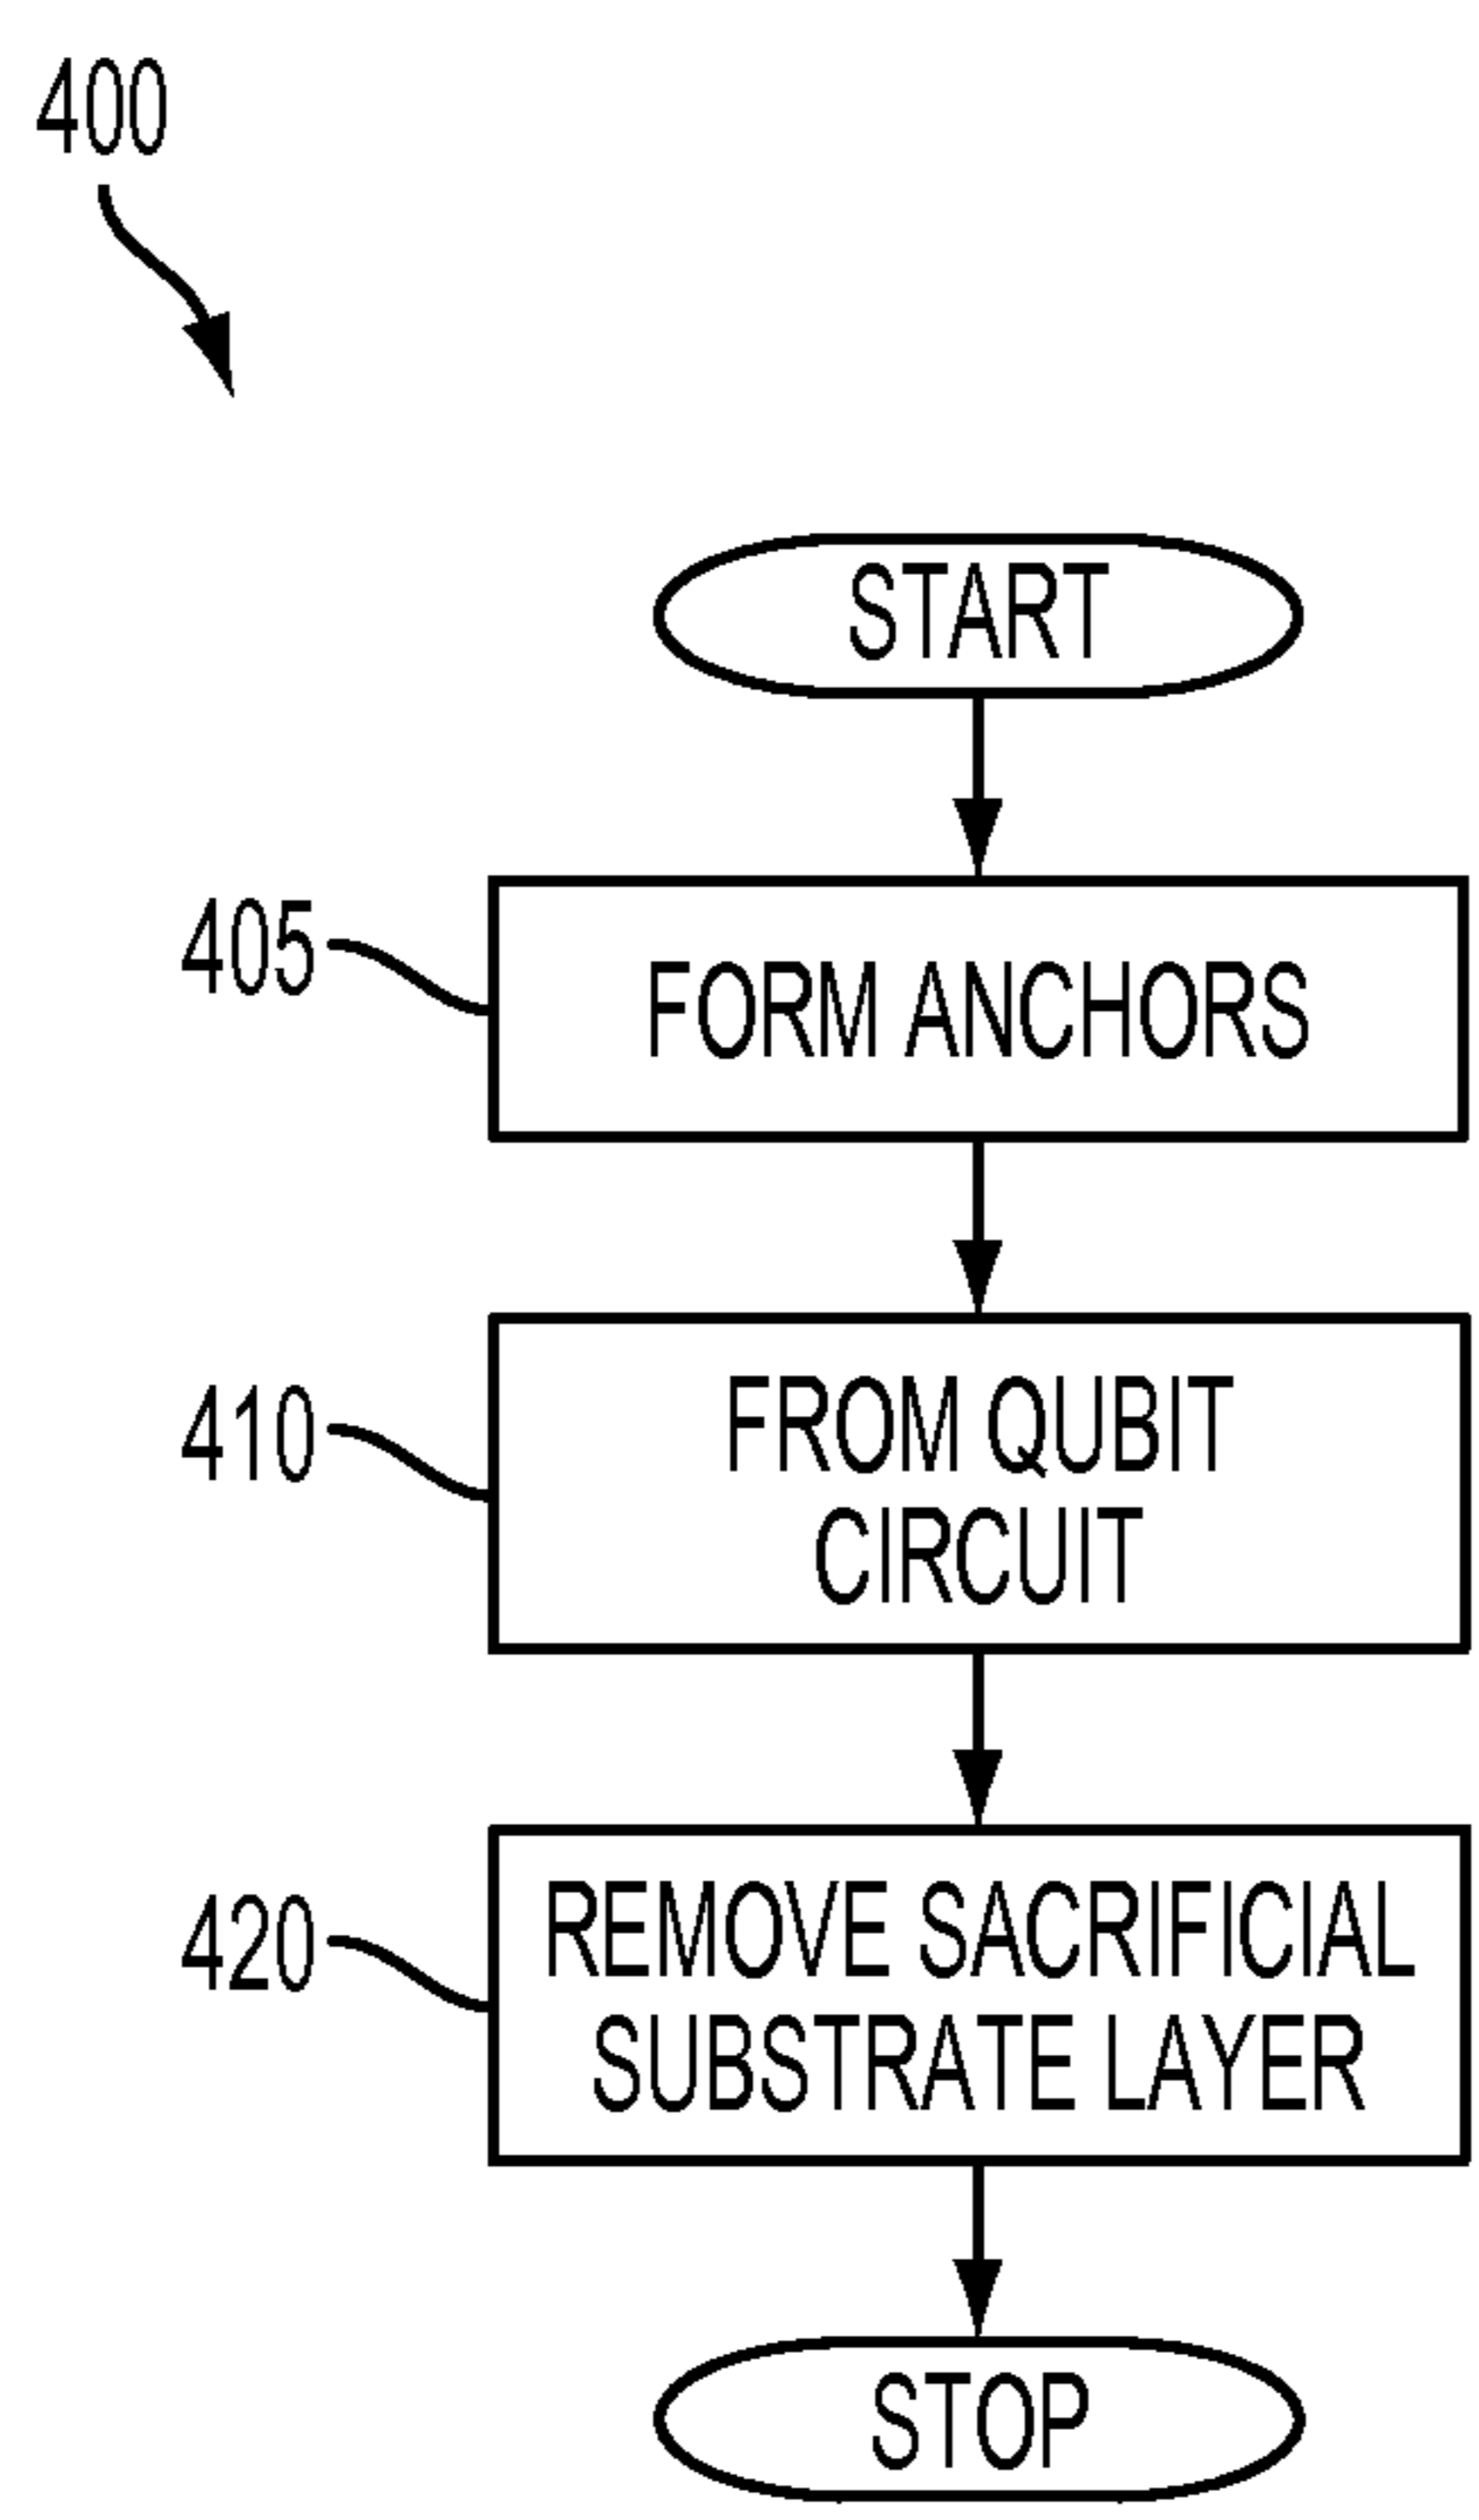 400
START
405
FORM ANCHORS
410
FROM QUBIT
CIRCUIT
420
REMOVE SACRIFICIAL
SUBSTRATE LAYER
STOP